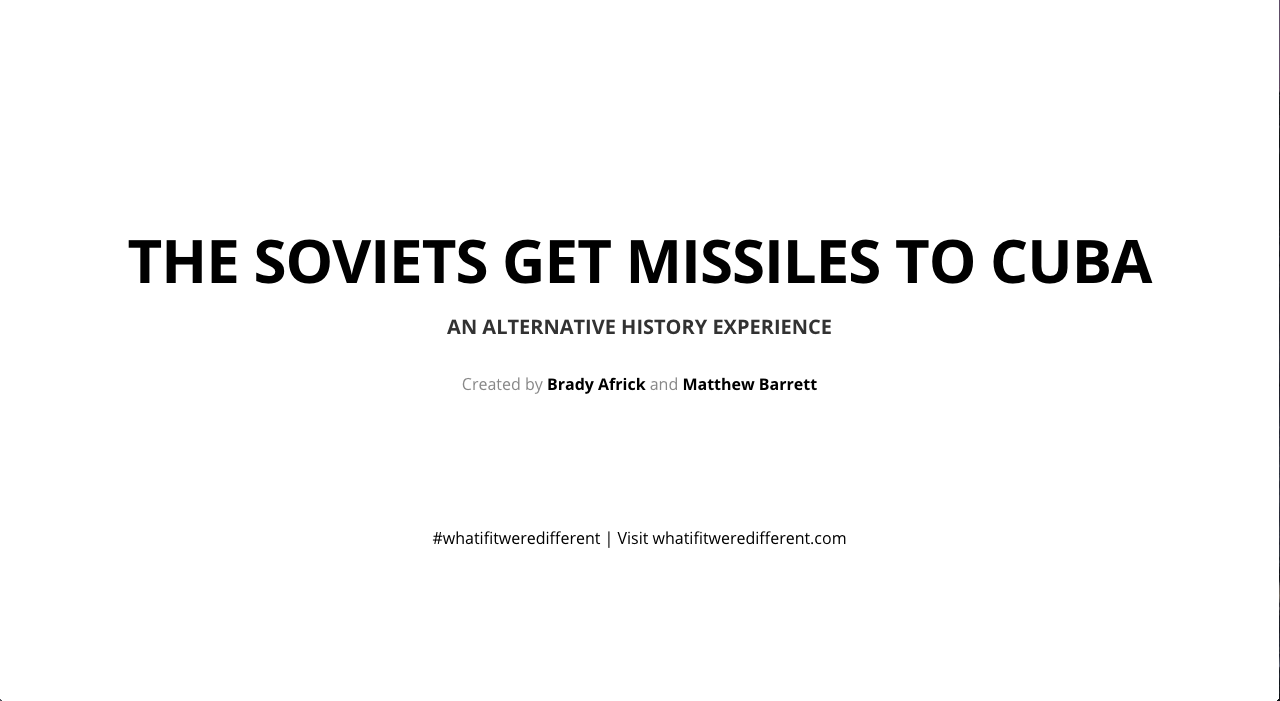 THE SOVIETS GET MISSILES TO CUBA
AN ALTERNATIVE HISTORY EXPERIENCE
Created by Brady Africk and Matthew Barrett
#whatifitweredifferent | Visit whatifitweredifferent.com